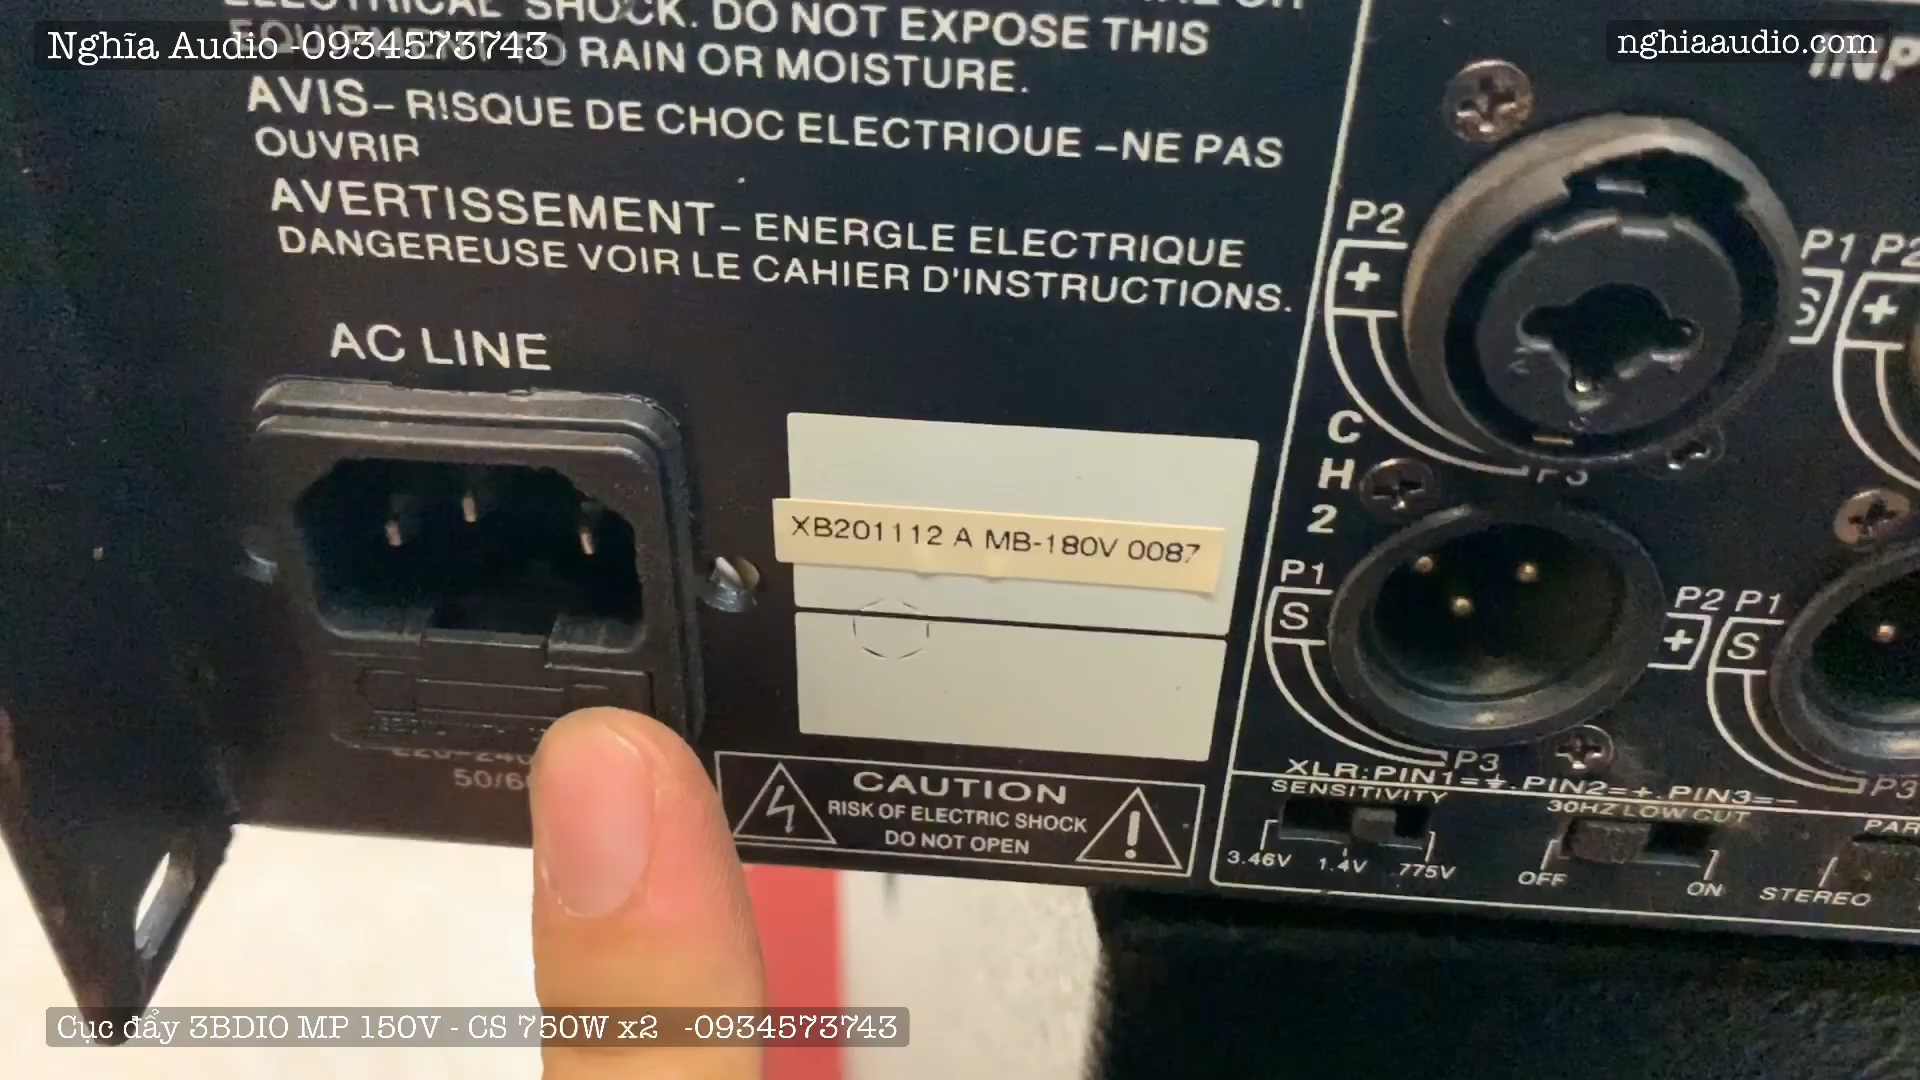 SHOCK. DO NOT EXPOSE THIS
TO RAIN OR MOISTURE.
Nghĩa Audio -0934573743
nghiaaudio.com
AVIS- RISQUE DE CHOC ELECTRIOUE -NE PAS
OUVRIR
AVERTISSEMENT- ENERGLE ELECTRIQUE
DANGEREUSE VOIR LE CAHIER D'INSTRUCTIONS.
AC LINE
XB201112 A MB-180V 0087
CAUTION
RISK OF ELECTRIC SHOCK
DO NOT OPEN
P2
+
P1 P2
S +
P3
CH2
P1
S
P2 P1
+ S
P3
P3
XLR:PIN1=⏚.PIN2=+.PIN3=-
SENSITIVITY
30HZ LOW CUT
3.46V 1.4V .775V
OFF ON
STEREO
Cục đẩy 3BDIO MP 150V - CS 750W x2 -0934573743